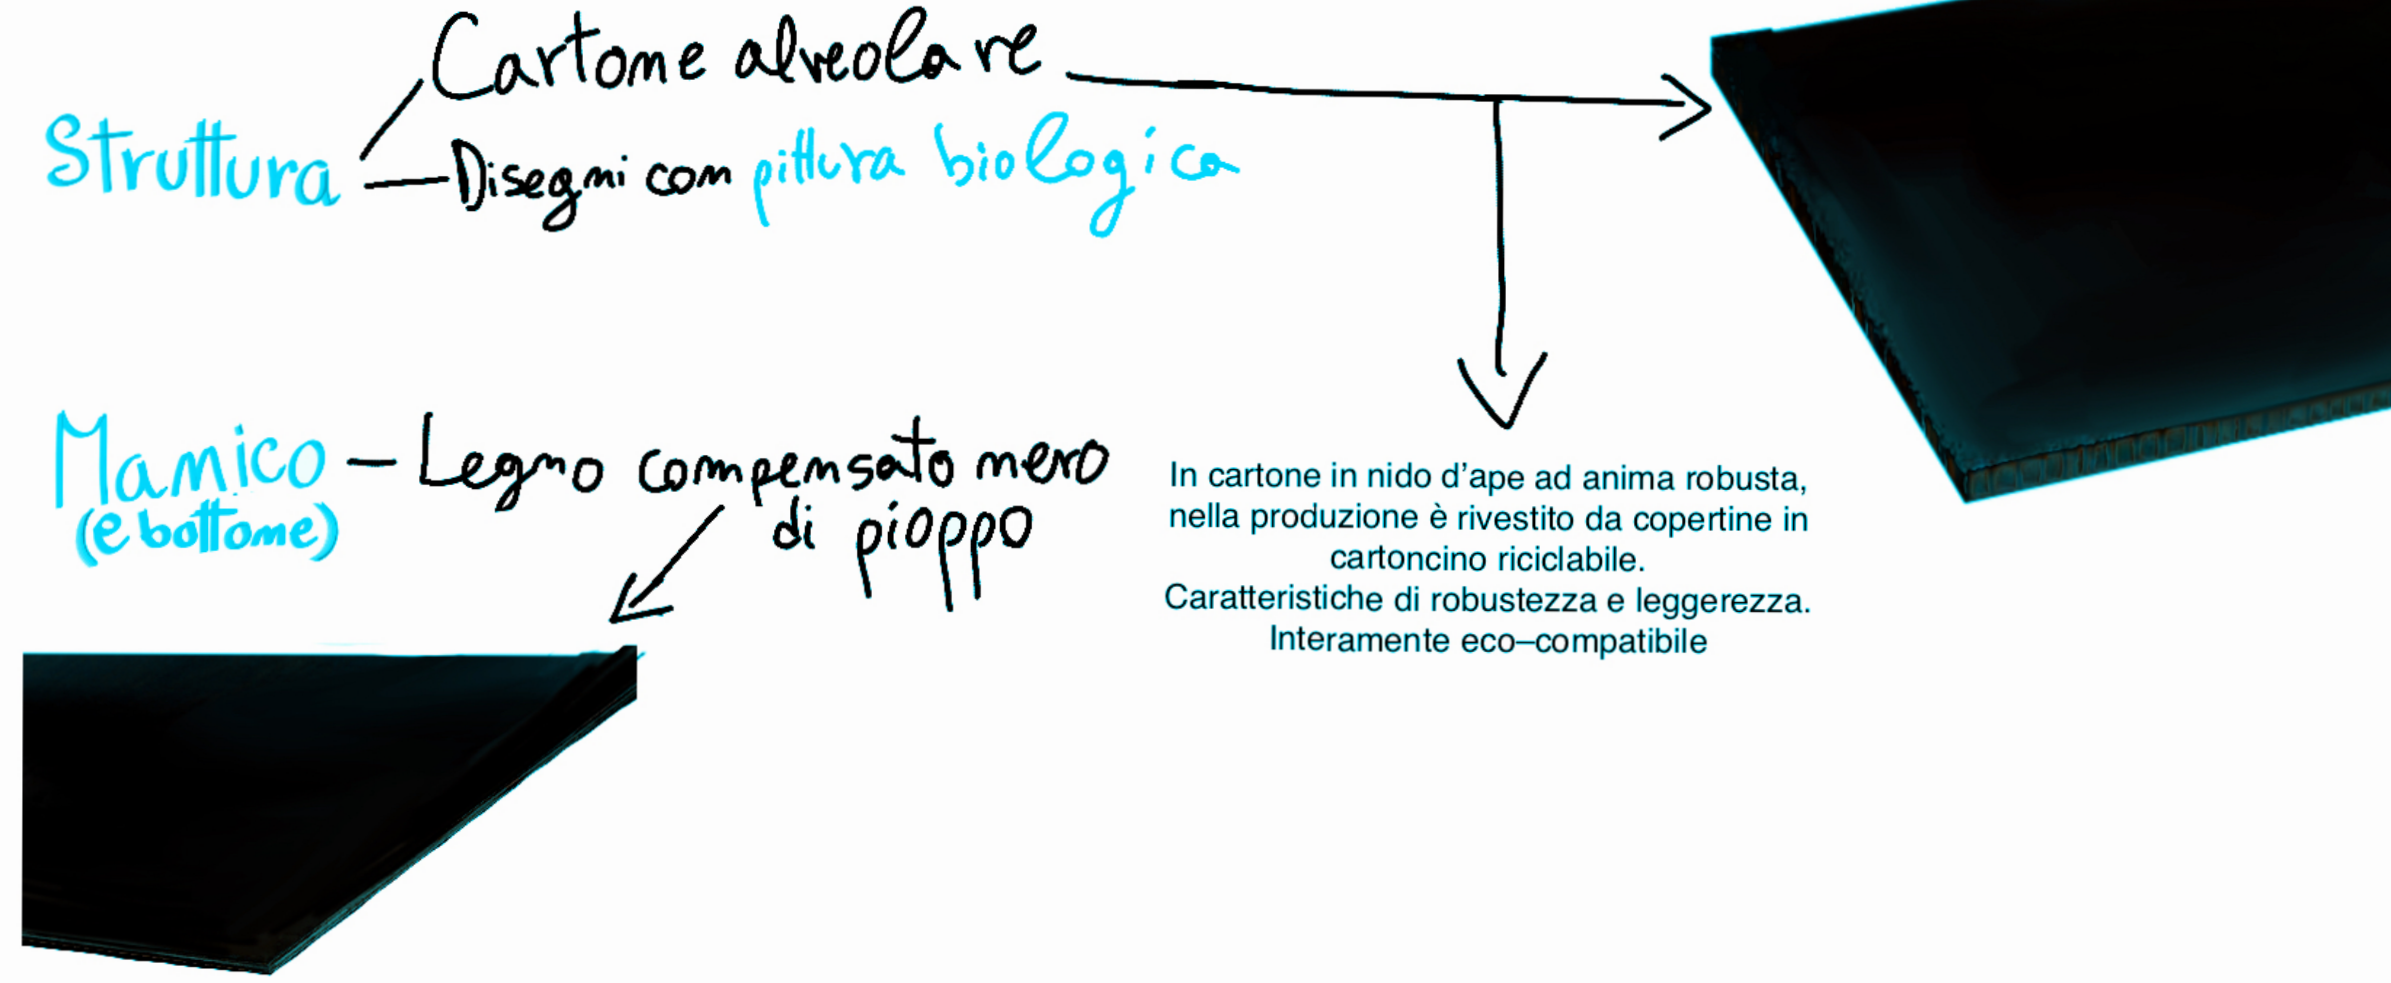 Cartone alveolare
Struttura
Disegni con pittura biologica
Manico – Legno compensato nero
(e bottone)
di pioppo
In cartone in nido d'ape ad anima robusta,
nella produzione è rivestito da copertine in
cartoncino riciclabile.
Caratteristiche di robustezza e leggerezza.
Interamente eco–compatibile